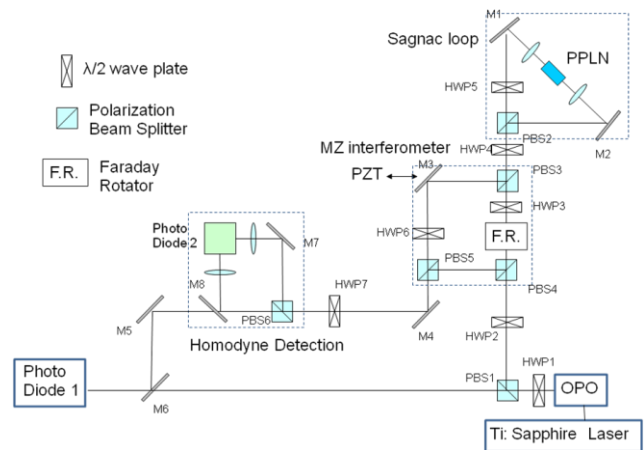 M1
Sagnac loop
PPLN
λ/2 wave plate
HWP5
Polarization
Beam Splitter
PBS2
M2
MZ interferometer
HWP4
M3
PBS3
PZT
F.R.
Faraday
Rotator
HWP3
Photo
Diode 2
M7
HWP6
F.R.
PBS5
M8
HWP7
PBS4
M5
PBS6
M4
HWP2
Homodyne Detection
Photo
Diode 1
M6
PBS1
HWP1
OPO
Ti: Sapphire Laser